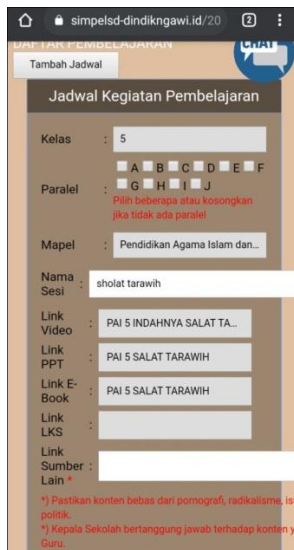 simpelsd-dindikngawi.id/20
2
DAFTAR PEMBELAJARAN
CHAT
Tambah Jadwal
Jadwal Kegiatan Pembelajaran
Kelas : 5
A B C D E F
Paralel : G H I J
Pilih beberapa atau kosongkan
jika tidak ada paralel
Mapel : Pendidikan Agama Islam dan...
Nama Sesi : sholat tarawih
Link Video : PAI 5 INDAHNYA SALAT TA...
Link PPT : PAI 5 SALAT TARAWIH
Link E-Book : PAI 5 SALAT TARAWIH
Link LKS :
Link Sumber Lain * :
*) Pastikan konten bebas dari pornografi, radikalisme, is
politik.
*) Kepala Sekolah bertanggung jawab terhadap konten y
Guru.